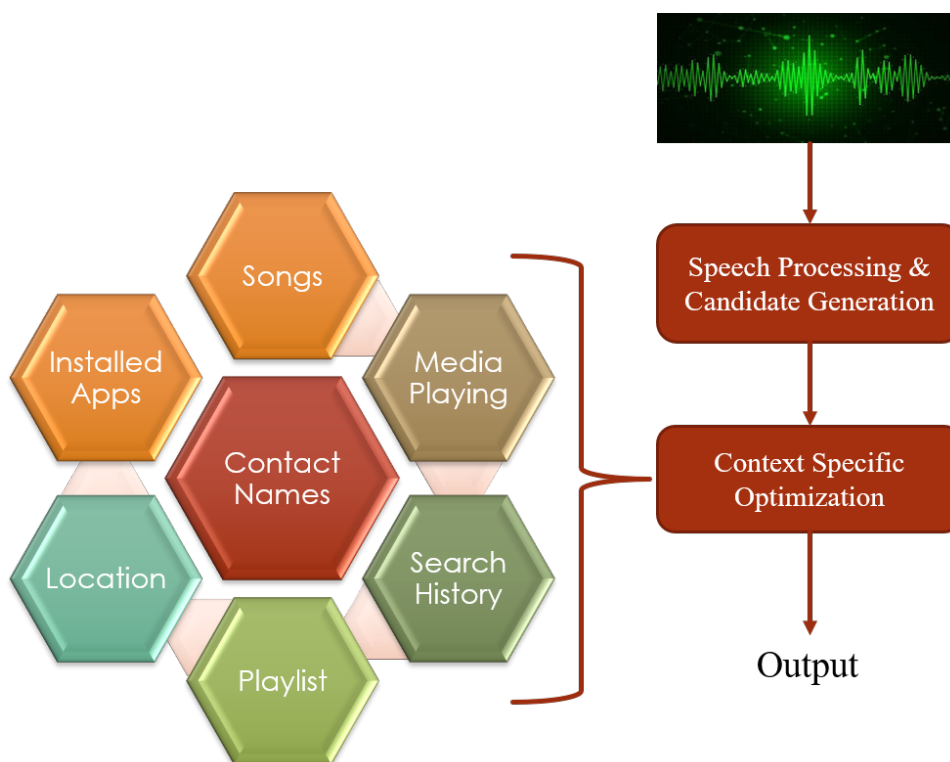 Songs
Installed
Apps
Media
Playing
Contact
Names
Location
Search
History
Playlist
Speech Processing &
Candidate Generation
Context Specific
Optimization
Output